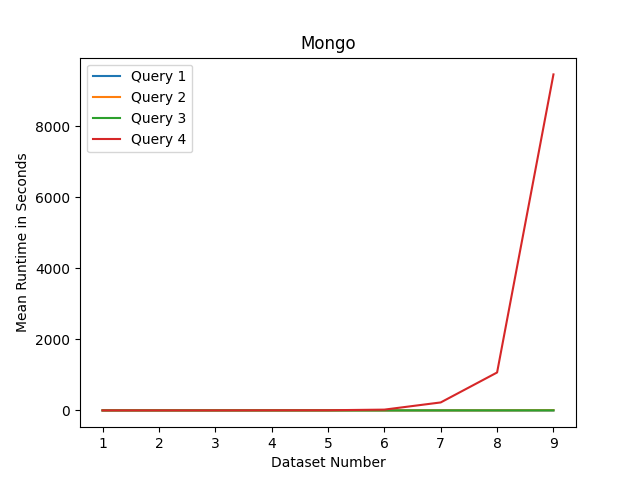 Mongo
Query 1
Query 2
Query 3
Query 4
Mean Runtime in Seconds
8000
6000
4000
2000
0
1 2 3 4 5 6 7 8 9
Dataset Number